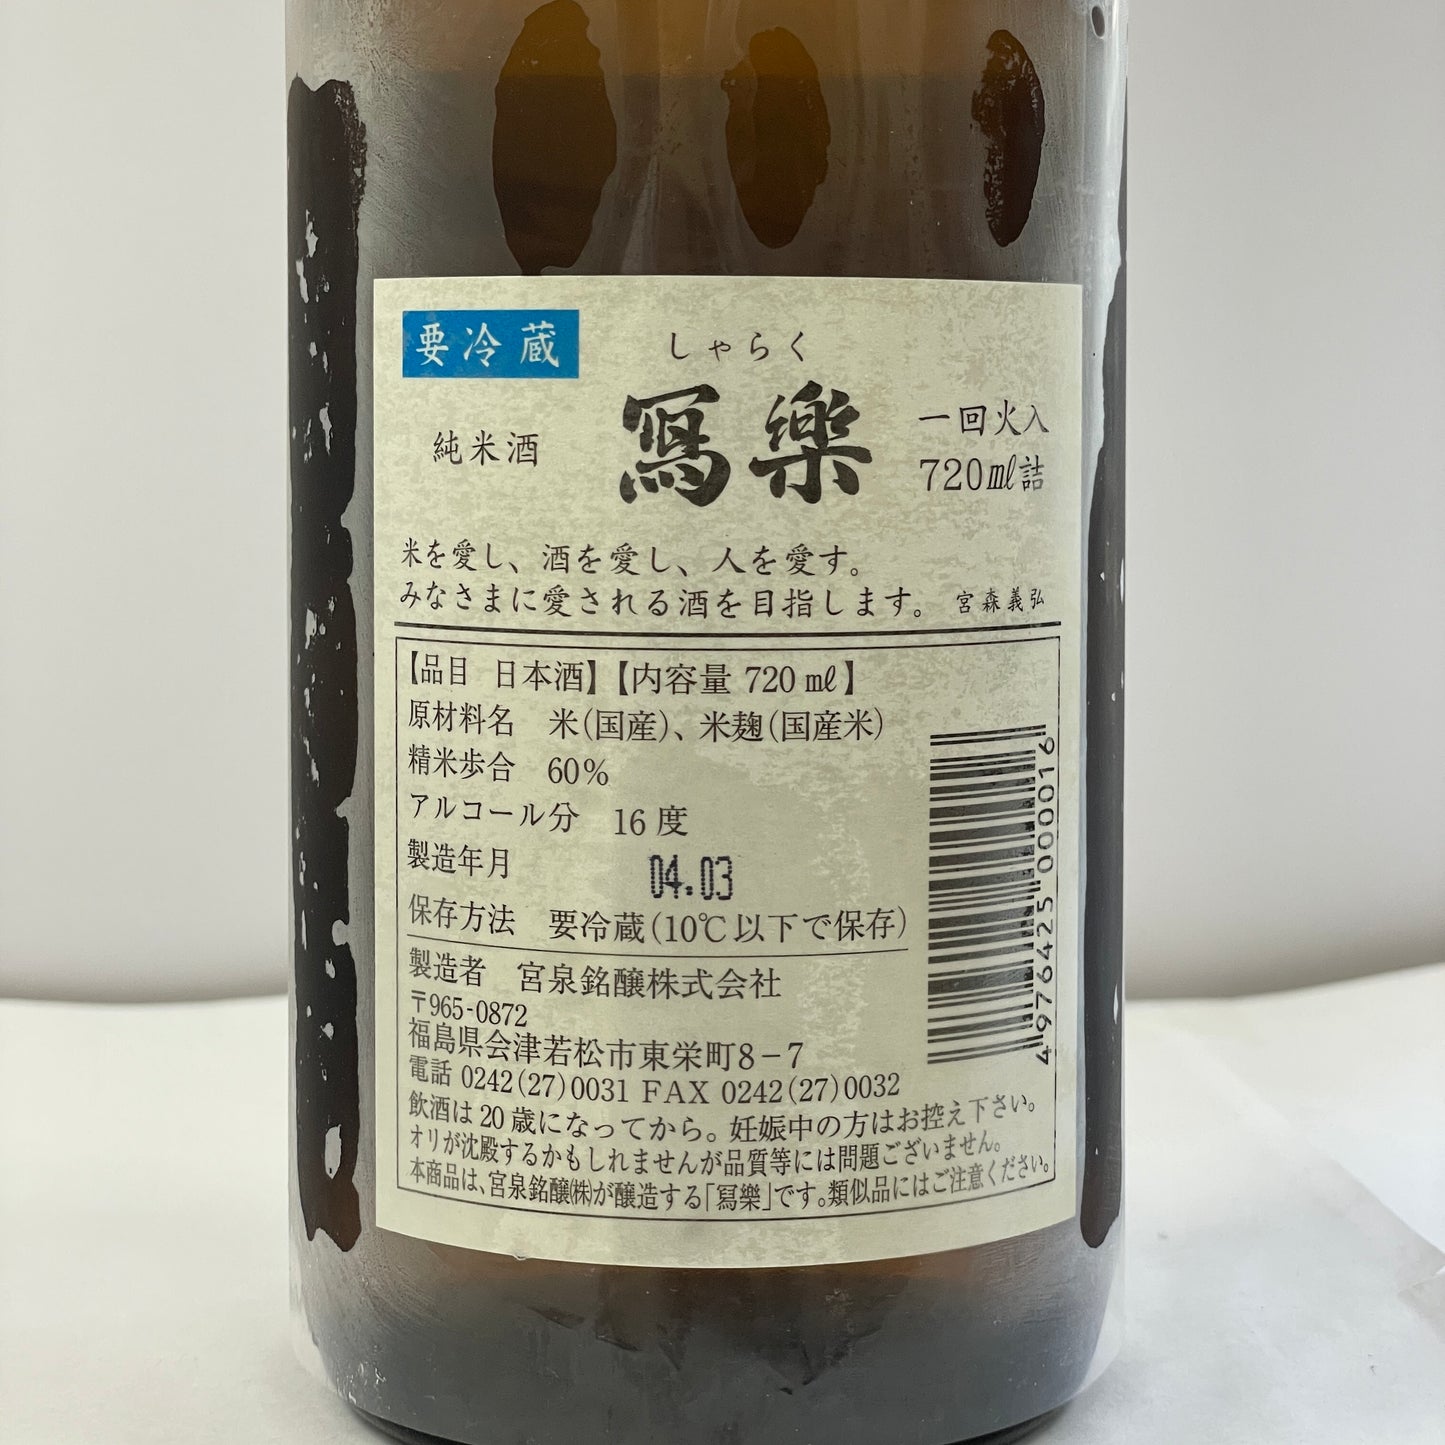 要冷蔵
しゃらく
純米酒
寫樂
一回火入
720㎖詰
米を愛し、酒を愛し、人を愛す。
みなさまに愛される酒を目指します。 宮森義弘
【品目 日本酒】【内容量 720㎖】
原材料名 米(国産)、米麹(国産米)
精米歩合 60%
アルコール分 16度
製造年月 04.03
保存方法 要冷蔵(10℃以下で保存)
製造者 宮泉銘醸株式会社
〒965-0872
福島県会津若松市東栄町8-7
電話 0242(27)0031 FAX 0242(27)0032
飲酒は20歳になってから。妊娠中の方はお控え下さい。
オリが沈殿するかもしれませんが品質等には問題ございません。
本商品は、宮泉銘醸㈱が醸造する「寫樂」です。類似品にはご注意ください。
4976425000016